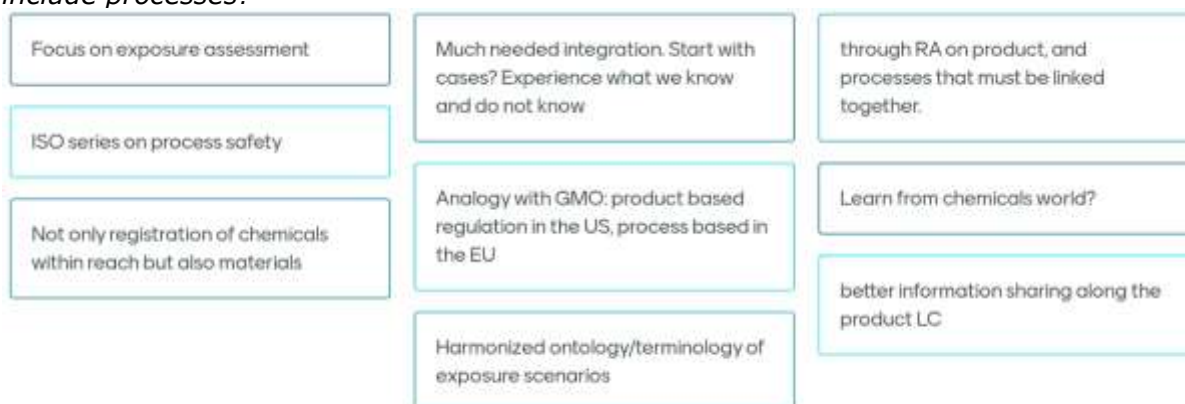 include processes?
Focus on exposure assessment
ISO series on process safety
Not only registration of chemicals
within reach but also materials
Much needed integration. Start with
cases? Experience what we know
and do not know
Analogy with GMO: product based
regulation in the US, process based in
the EU
Harmonized ontology/terminology of
exposure scenarios
through RA on product, and
processes that must be linked
together.
Learn from chemicals world?
better information sharing along the
product LC